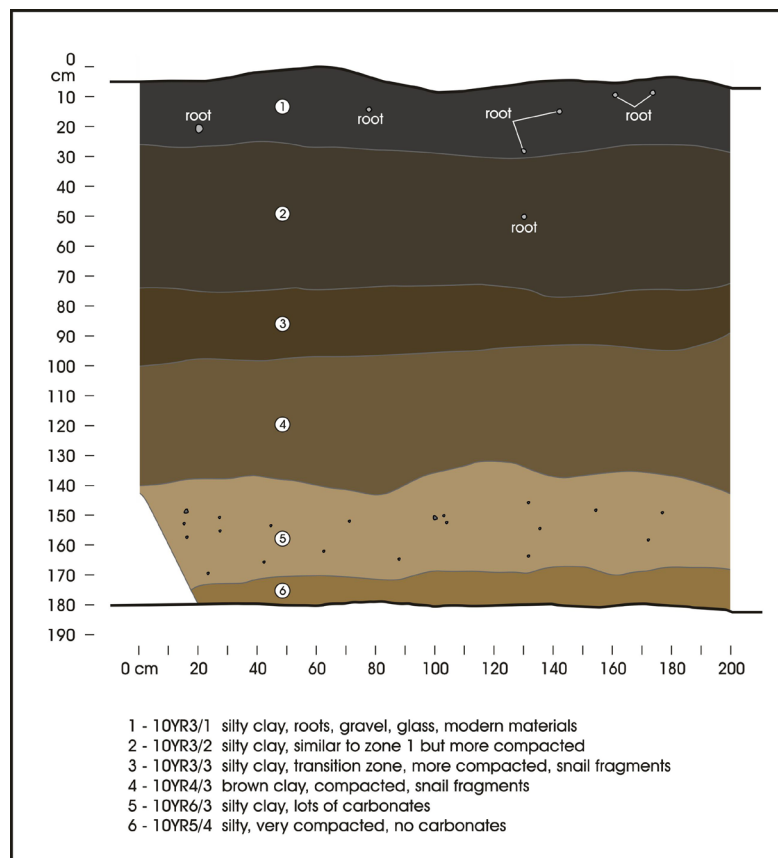 0
cm
10
20
30
40
50
60
70
80
90
100
110
120
130
140
150
160
170
180
190
1
root
root
root
root
2
root
3
4
5
6
0 cm 20 40 60 80 100 120 140 160 180 200
1 - 10YR3/1 silty clay, roots, gravel, glass, modern materials
2 - 10YR3/2 silty clay, similar to zone 1 but more compacted
3 - 10YR3/3 silty clay, transition zone, more compacted, snail fragments
4 - 10YR4/3 brown clay, compacted, snail fragments
5 - 10YR6/3 silty clay, lots of carbonates
6 - 10YR5/4 silty, very compacted, no carbonates